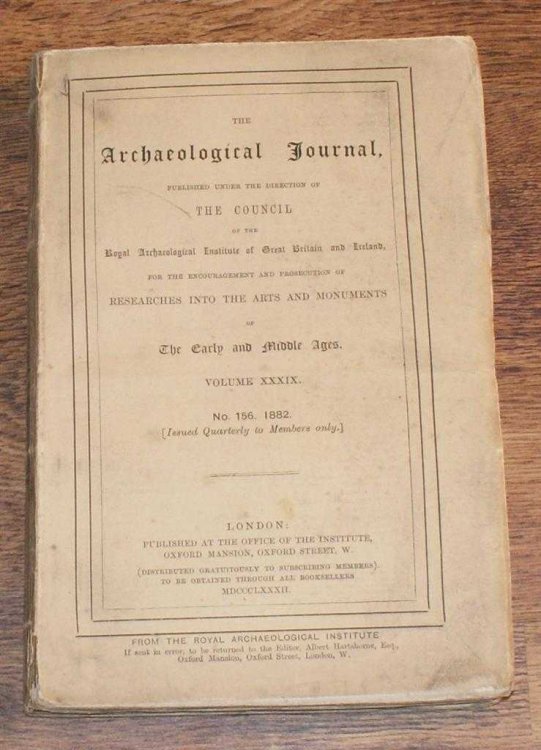 THE
Archaeological Journal,
PUBLISHED UNDER THE DIRECTION OF
THE COUNCIL
OF THE
Royal Archaeological Institute of Great Britain and Ireland,
FOR THE ENCOURAGEMENT AND PROSECUTION OF
RESEARCHES INTO THE ARTS AND MONUMENTS
OF
The Early and Middle Ages.
VOLUME XXXIX.
No. 156. 1882.
[Issued Quarterly to Members only.]
LONDON:
PUBLISHED AT THE OFFICE OF THE INSTITUTE,
OXFORD MANSION, OXFORD STREET, W.
(DISTRIBUTED GRATUITOUSLY TO SUBSCRIBING MEMBERS)
TO BE OBTAINED THROUGH ALL BOOKSELLERS
MDCCCLXXXII.
FROM THE ROYAL ARCHAEOLOGICAL INSTITUTE
If sent in error, to be returned to the Editor, Albert Hartshorne, Esq.,
Oxford Mansion, Oxford Street, London, W.